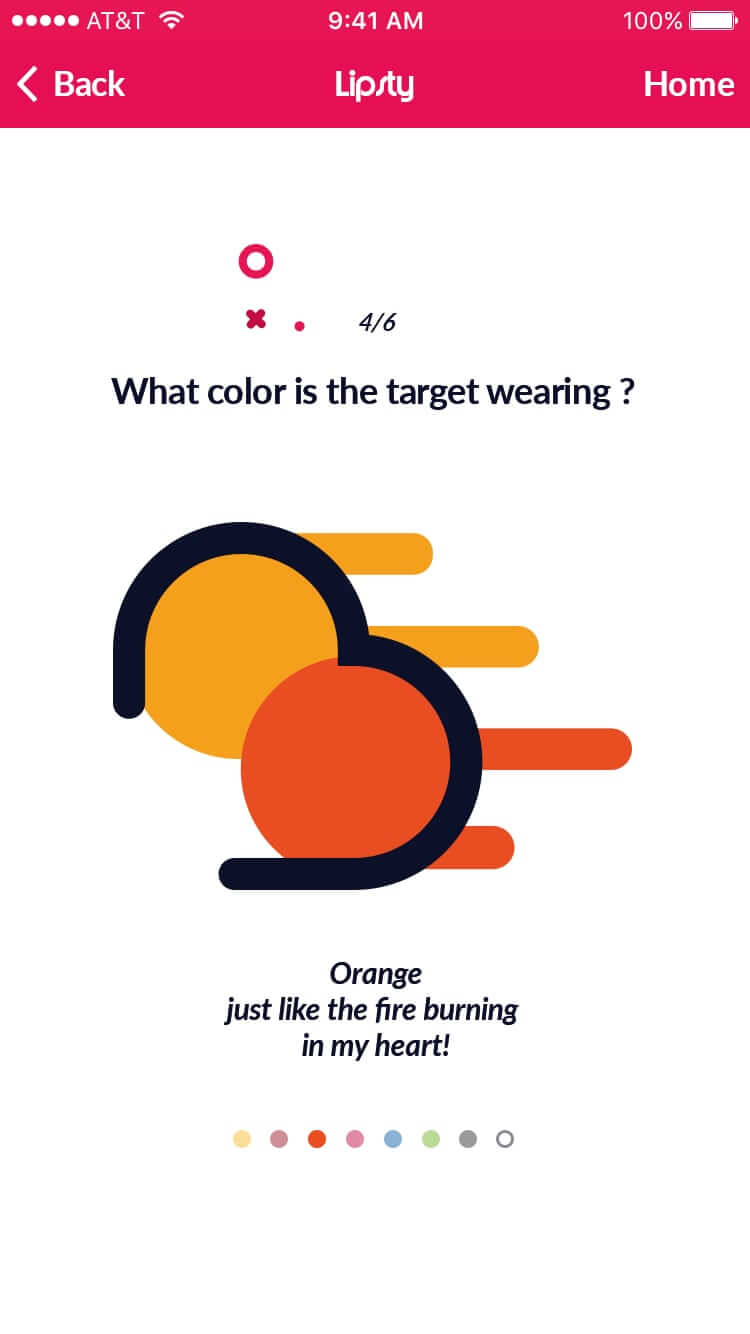 AT&T 9:41 AM 100%
Back Lipsty Home
4/6
What color is the target wearing ?
Orange
just like the fire burning
in my heart!